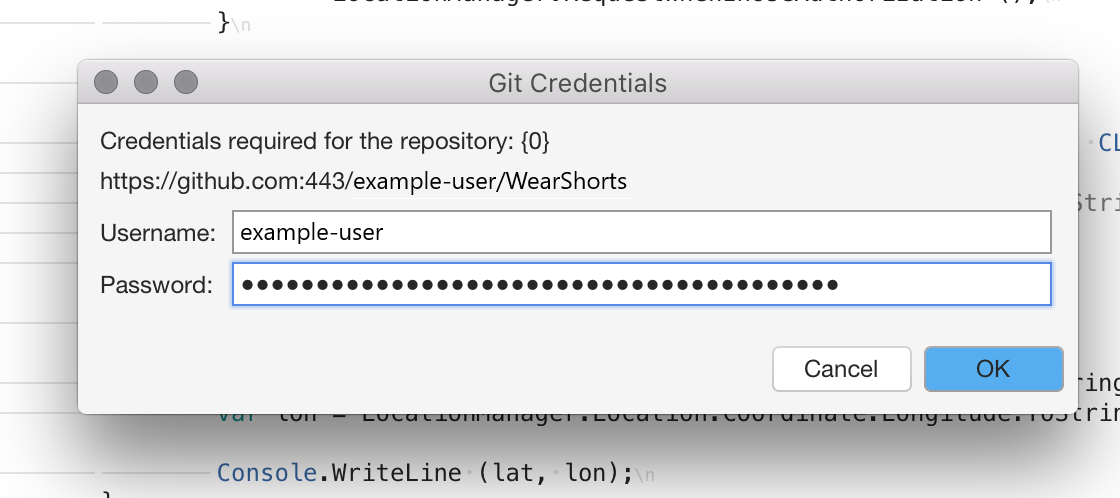 }\n
Git Credentials
Credentials required for the repository: {0}
https://github.com:443/example-user/WearShorts
CL
Stri
Username: example-user
Password: ••••••••••••••••••••••••••••••••••••••••
Cancel
OK
ring
var lon = LocationManager.Location.Coordinate.Longitude.ToStrin
Console.WriteLine (lat, lon);\n
}